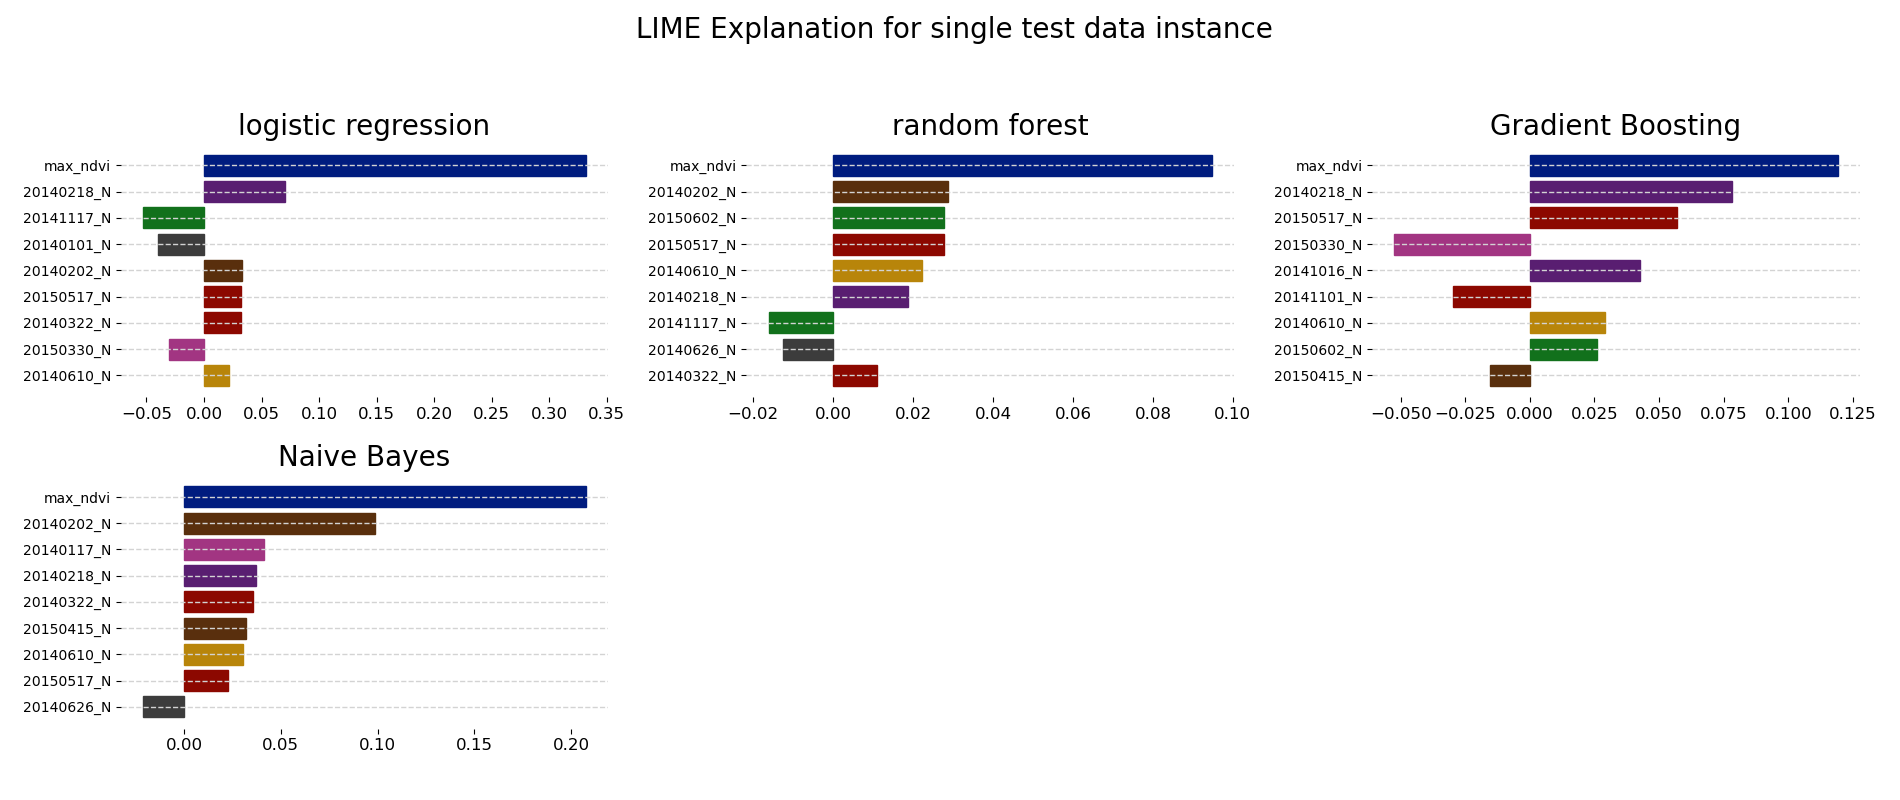 LIME Explanation for single test data instance
logistic regression
max_ndvi
20140218_N
20141117_N
20140101_N
20140202_N
20150517_N
20140322_N
20150330_N
20140610_N
−0.05 0.00 0.05 0.10 0.15 0.20 0.25 0.30 0.35
random forest
max_ndvi
20140202_N
20150602_N
20150517_N
20140610_N
20140218_N
20141117_N
20140626_N
20140322_N
−0.02 0.00 0.02 0.04 0.06 0.08 0.10
Gradient Boosting
max_ndvi
20140218_N
20150517_N
20150330_N
20141016_N
20141101_N
20140610_N
20150602_N
20150415_N
−0.050 −0.025 0.000 0.025 0.050 0.075 0.100 0.125
Naive Bayes
max_ndvi
20140202_N
20140117_N
20140218_N
20140322_N
20150415_N
20140610_N
20150517_N
20140626_N
0.00 0.05 0.10 0.15 0.20